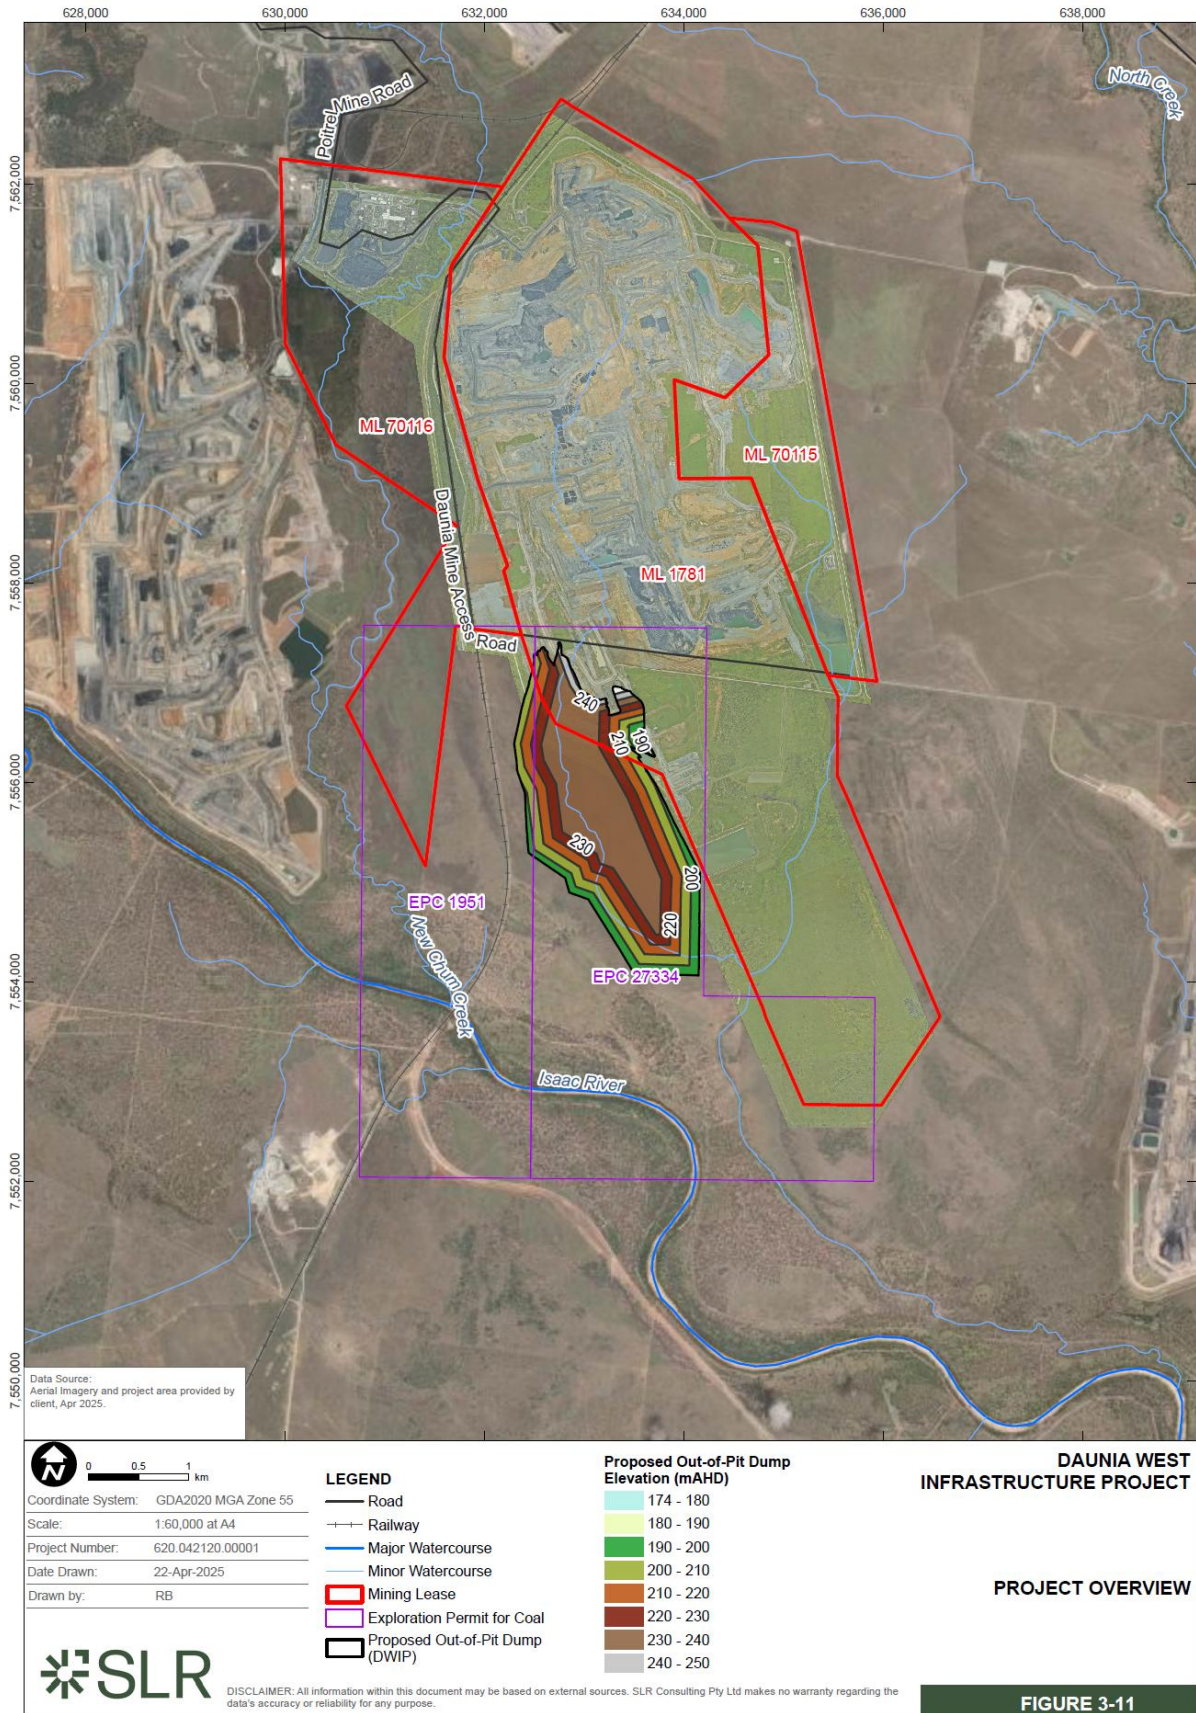 628,000
630,000
632,000
634,000
636,000
638,000
7,562,000
7,560,000
7,558,000
7,556,000
7,554,000
7,552,000
7,550,000
North Creek
Poitrel Mine Road
ML 70116
ML 70115
Daunia Mine Access Road
ML 1781
240
210
190
230
200
220
EPC 1951
New Chum Creek
EPC 27334
Isaac River
Data Source:
Aerial Imagery and project area provided by
client, Apr 2025.
N
0 0.5 1
km
Coordinate System: GDA2020 MGA Zone 55
Scale: 1:60,000 at A4
Project Number: 620.042120.00001
Date Drawn: 22-Apr-2025
Drawn by: RB
SLR
LEGEND
Road
Railway
Major Watercourse
Minor Watercourse
Mining Lease
Exploration Permit for Coal
Proposed Out-of-Pit Dump
(DWIP)
Proposed Out-of-Pit Dump
Elevation (mAHD)
174 - 180
180 - 190
190 - 200
200 - 210
210 - 220
220 - 230
230 - 240
240 - 250
DAUNIA WEST
INFRASTRUCTURE PROJECT
PROJECT OVERVIEW
DISCLAIMER: All information within this document may be based on external sources. SLR Consulting Pty Ltd makes no warranty regarding the
data's accuracy or reliability for any purpose.
FIGURE 3-11